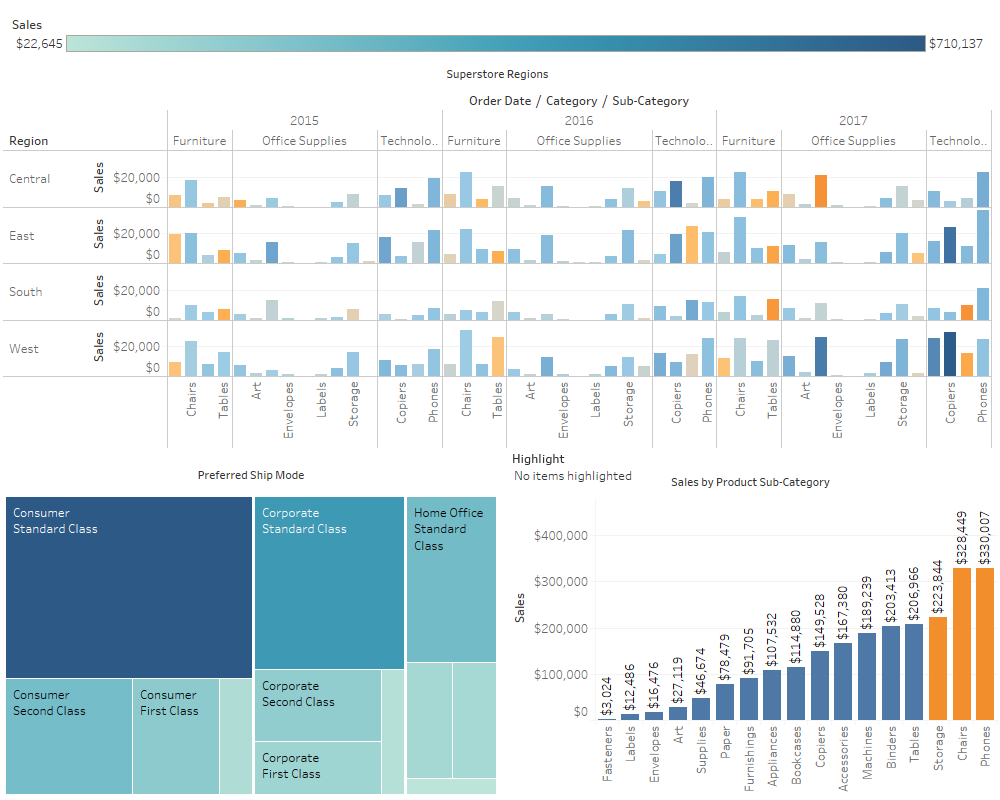 Sales
$22,645 $710,137
Superstore Regions
Order Date / Category / Sub-Category
2015 2016 2017
Region Furniture Office Supplies Technolo.. Furniture Office Supplies Technolo.. Furniture Office Supplies Technolo..
Central Sales $20,000
$0
East Sales $20,000
$0
South Sales $20,000
$0
West Sales $20,000
$0
Chairs Tables Art Envelopes Labels Storage Copiers Phones Chairs Tables Art Envelopes Labels Storage Copiers Phones Chairs Tables Art Envelopes Labels Storage Copiers Phones
Preferred Ship Mode
Consumer
Standard Class
Corporate
Standard Class
Home Office
Standard
Class
Consumer
Second Class
Consumer
First Class
Corporate
Second Class
Corporate
First Class
Highlight
No items highlighted
Sales by Product Sub-Category
Sales
$400,000
$300,000
$200,000
$100,000
$0
$3,024 $12,486 $16,476 $27,119 $46,674 $78,479 $91,705 $107,532 $114,880 $149,528 $167,380 $189,239 $203,413 $206,966 $223,844 $328,449 $330,007
Fasteners Labels Envelopes Art Supplies Paper Furnishings Appliances Bookcases Copiers Accessories Machines Binders Tables Storage Chairs Phones